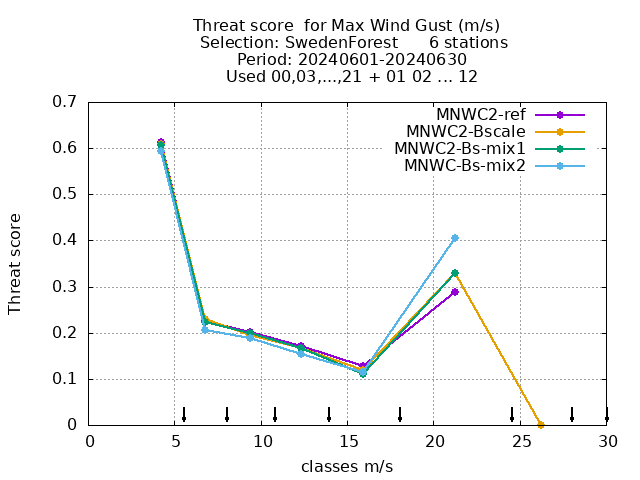 Threat score  for Max Wind Gust (m/s)
Selection: SwedenForest      6 stations
Period: 20240601-20240630
Used 00,03,...,21 + 01 02 ... 12
MNWC2-ref
MNWC2-Bscale
MNWC2-Bs-mix1
MNWC-Bs-mix2
Threat score
0.7
0.6
0.5
0.4
0.3
0.2
0.1
0
0 5 10 15 20 25 30
classes m/s